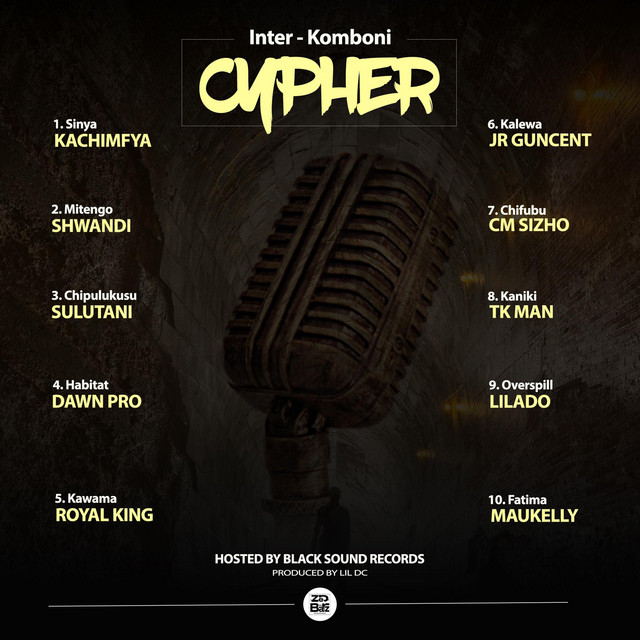 Inter - Komboni
CYPHER
1. Sinya
KACHIMFYA
2. Mitengo
SHWANDI
3. Chipulukusu
SULUTANI
4. Habitat
DAWN PRO
5. Kawama
ROYAL KING
6. Kalewa
JR GUNCENT
7. Chifubu
CM SIZHO
8. Kaniki
TK MAN
9. Overspill
LILADO
10. Fatima
MAUKELLY
HOSTED BY BLACK SOUND RECORDS
PRODUCED BY LIL DC